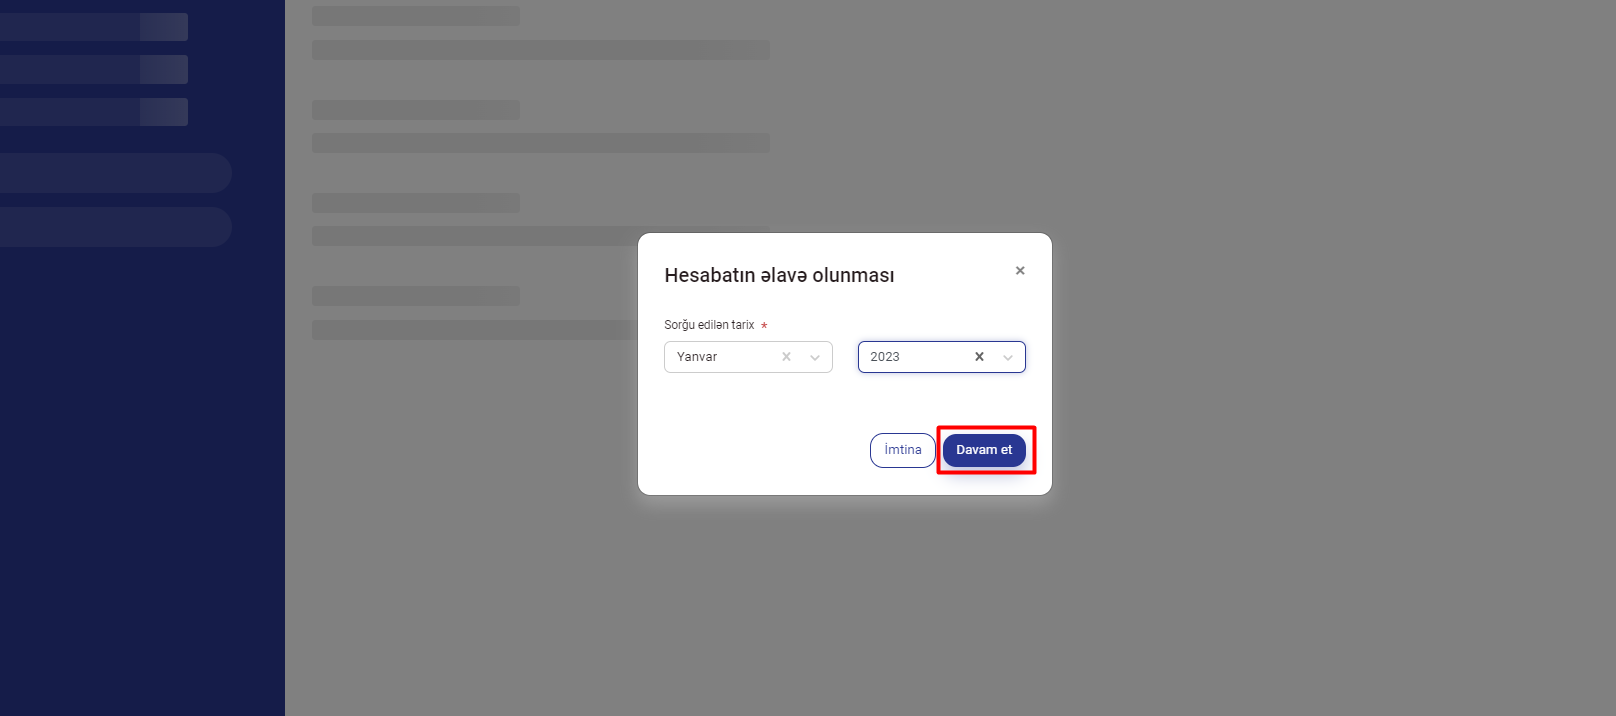 Hesabatın əlavə olunması
Sorğu edilən tarix *
Yanvar 2023
İmtina Davam et